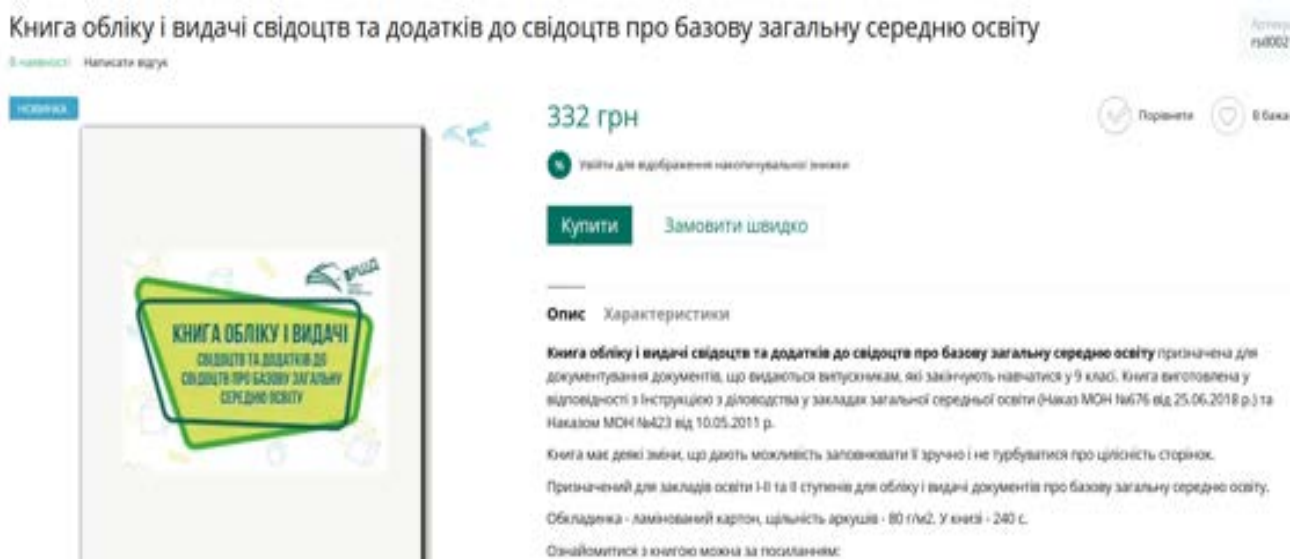 Книга обліку і видачі свідоцтв та додатків до свідоцтв про базову загальну середню освіту
Артикул
В наявності Написати відгук
НОВИНКА
332 грн
Порівняти В бажа
% Увійти для відображення накопичувальної знижки
Купити Замовити швидко
КНИГА ОБЛІКУ І ВИДАЧІ
СВІДОЦТВ ТА ДОДАТКІВ ДО
СВІДОЦТВ ПРО БАЗОВУ ЗАГАЛЬНУ
СЕРЕДНЮ ОСВІТУ
Опис Характеристики
Книга обліку і видачі свідоцтв та додатків до свідоцтв про базову загальну середню освіту призначена для
документування документів, що видаються випускникам, які закінчують навчатися у 9 класі. Книга виготовлена у
відповідності з Інструкцією з діловодства у закладах загальної середньої освіти (Наказ МОН №676 від 25.06.2018 р.) та
Наказом МОН №423 від 10.05.2011 р.
Книга має деякі зміни, що дають можливість заповнювати її зручно і не турбуватися про цілісність сторінок.
Призначений для закладів освіти І-ІІ та ІІ ступенів для обліку і видачі документів про базову загальну середню освіту.
Обкладинка - ламінований картон, щільність аркушів - 80 г/м2. У книзі - 240 с.
Ознайомитися з книгою можна за посиланням: